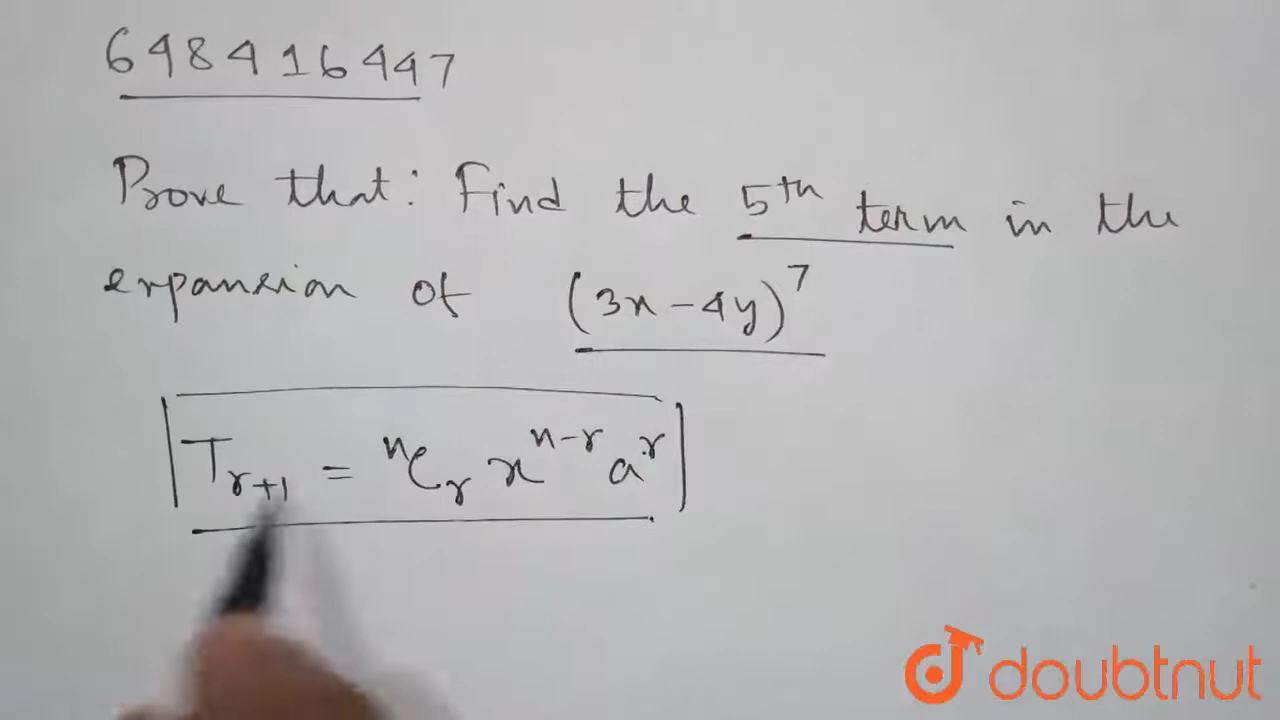 648416447
Prove that: Find the 5th term in the
expansion of (3x-4y)^7
T_{r+1} = ^nC_r x^{n-r} a^r
doubtnut